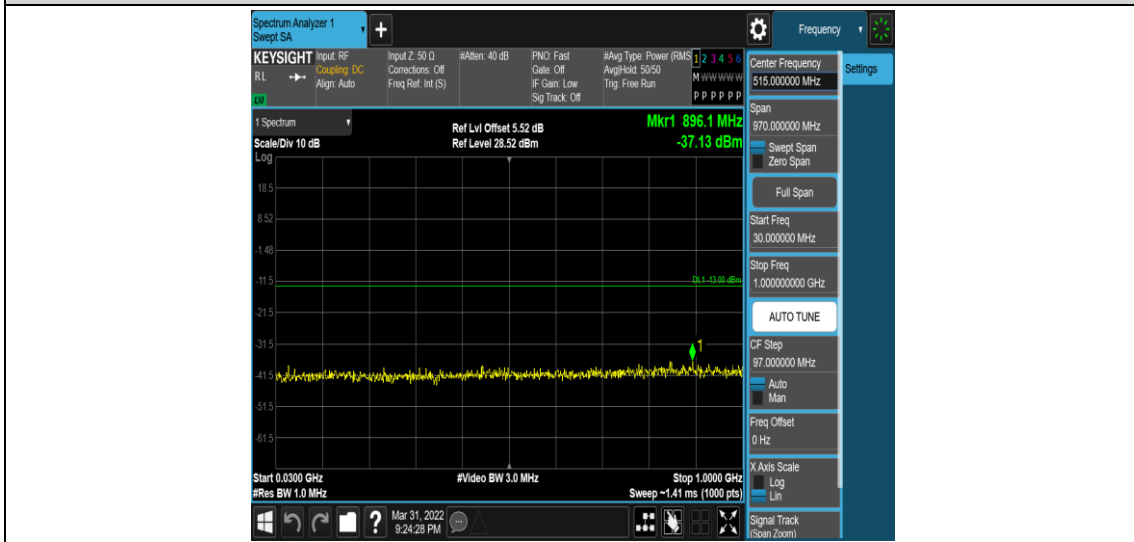 Spectrum Analyzer 1
Swept SA
+
Frequency
KEYSIGHT
RL
LNI
Input: RF
Coupling: DC
Align: Auto
Input Z: 50 Ω
Corrections: Off
Freq Ref: Int (S)
#Atten: 40 dB
PNO: Fast
Gate: Off
IF Gain: Low
Sig Track: Off
#Avg Type: Power (RMS
Avg|Hold: 50/50
Trig: Free Run
1 2 3 4 5 6
M W W W W W
P P P P P P
1 Spectrum
Scale/Div 10 dB
Log
Ref Lvl Offset 5.52 dB
Ref Level 28.52 dBm
Mkr1 896.1 MHz
-37.13 dBm
18.5
8.52
-1.48
-11.5
DL1 -13.00 dBm
-21.5
-31.5
1
-41.5
-51.5
-61.5
Start 0.0300 GHz
#Res BW 1.0 MHz
#Video BW 3.0 MHz
Stop 1.0000 GHz
Sweep ~1.41 ms (1000 pts)
?
Mar 31, 2022
9:24:28 PM
Center Frequency
515.000000 MHz
Settings
Span
970.000000 MHz
Swept Span
Zero Span
Full Span
Start Freq
30.000000 MHz
Stop Freq
1.000000000 GHz
AUTO TUNE
CF Step
97.000000 MHz
Auto
Man
Freq Offset
0 Hz
X Axis Scale
Log
Lin
Signal Track
(Span Zoom)